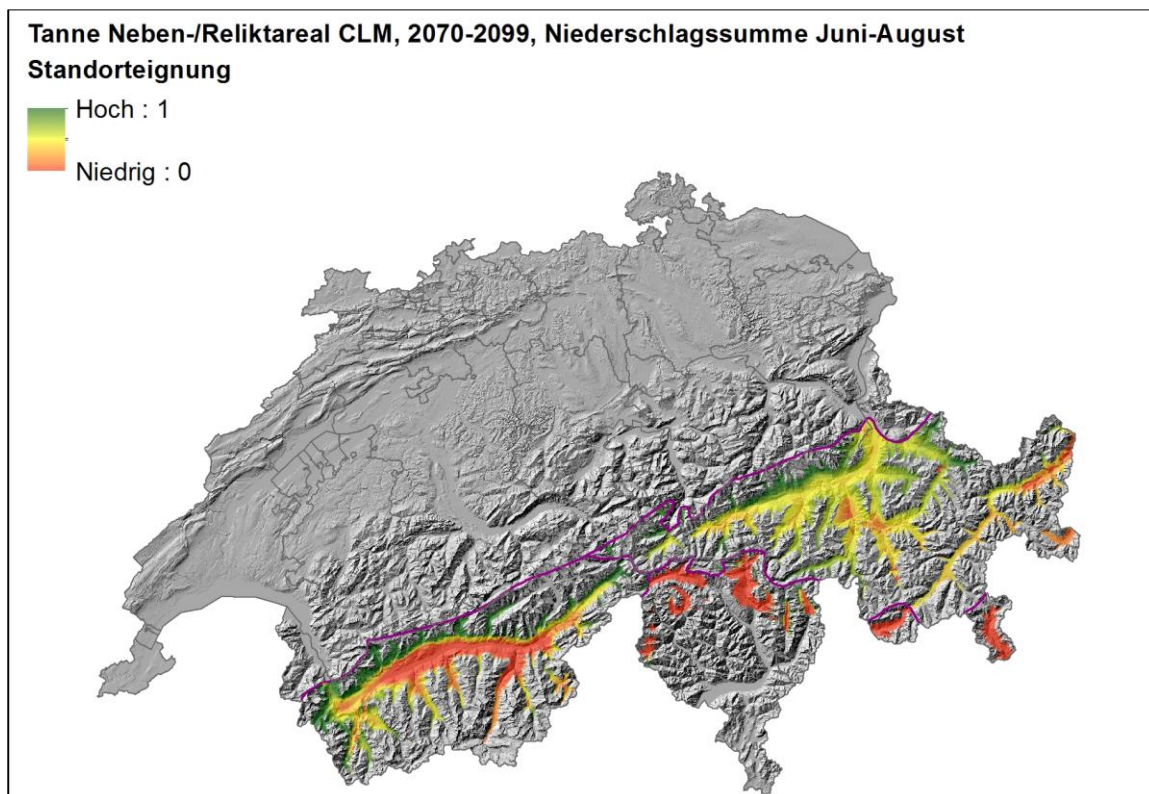 Tanne Neben-/Reliktareal CLM, 2070-2099, Niederschlagssumme Juni-August
Standorteignung
Hoch : 1
Niedrig : 0